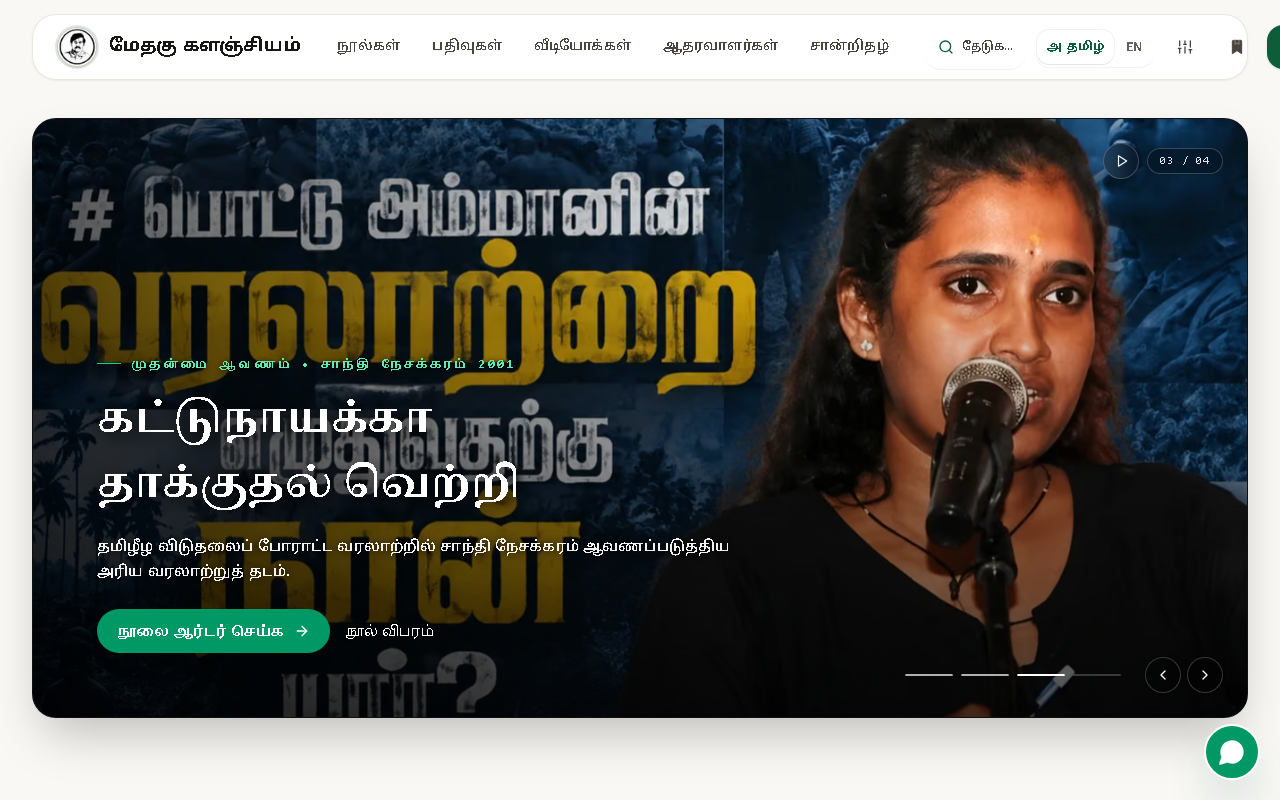 மேதகு களஞ்சியம்
நூல்கள் பதிவுகள் வீடியோக்கள் ஆதரவாளர்கள் சான்றிதழ்
தேடுக...
அ தமிழ் EN
03 / 04
# பொட்டு அம்மானின்
வரலாற்றை
முதன்மை ஆவணம் • சாந்தி நேசக்கரம் 2001
கட்டுநாயக்கா
தாக்குதல் வெற்றி
தமிழீழ விடுதலைப் போராட்ட வரலாற்றில் சாந்தி நேசக்கரம் ஆவணப்படுத்திய
அரிய வரலாற்றுத் தடம்.
நான்
நூலை ஆர்டர் செய்க → நூல் விபரம்
யார்?